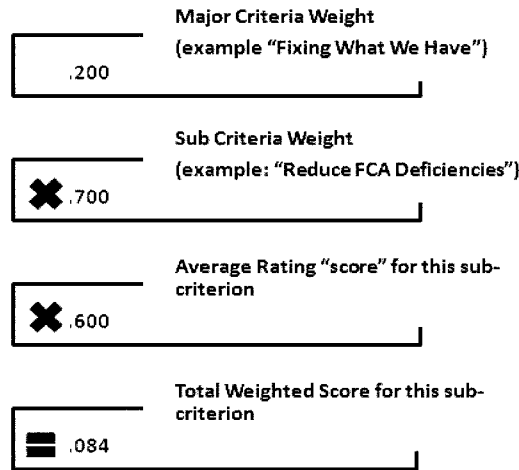 Major Criteria Weight
(example “Fixing What We Have”)
.200
Sub Criteria Weight
(example: “Reduce FCA Deficiencies”)
.700
Average Rating “score” for this sub-
criterion
.600
Total Weighted Score for this sub-
criterion
.084